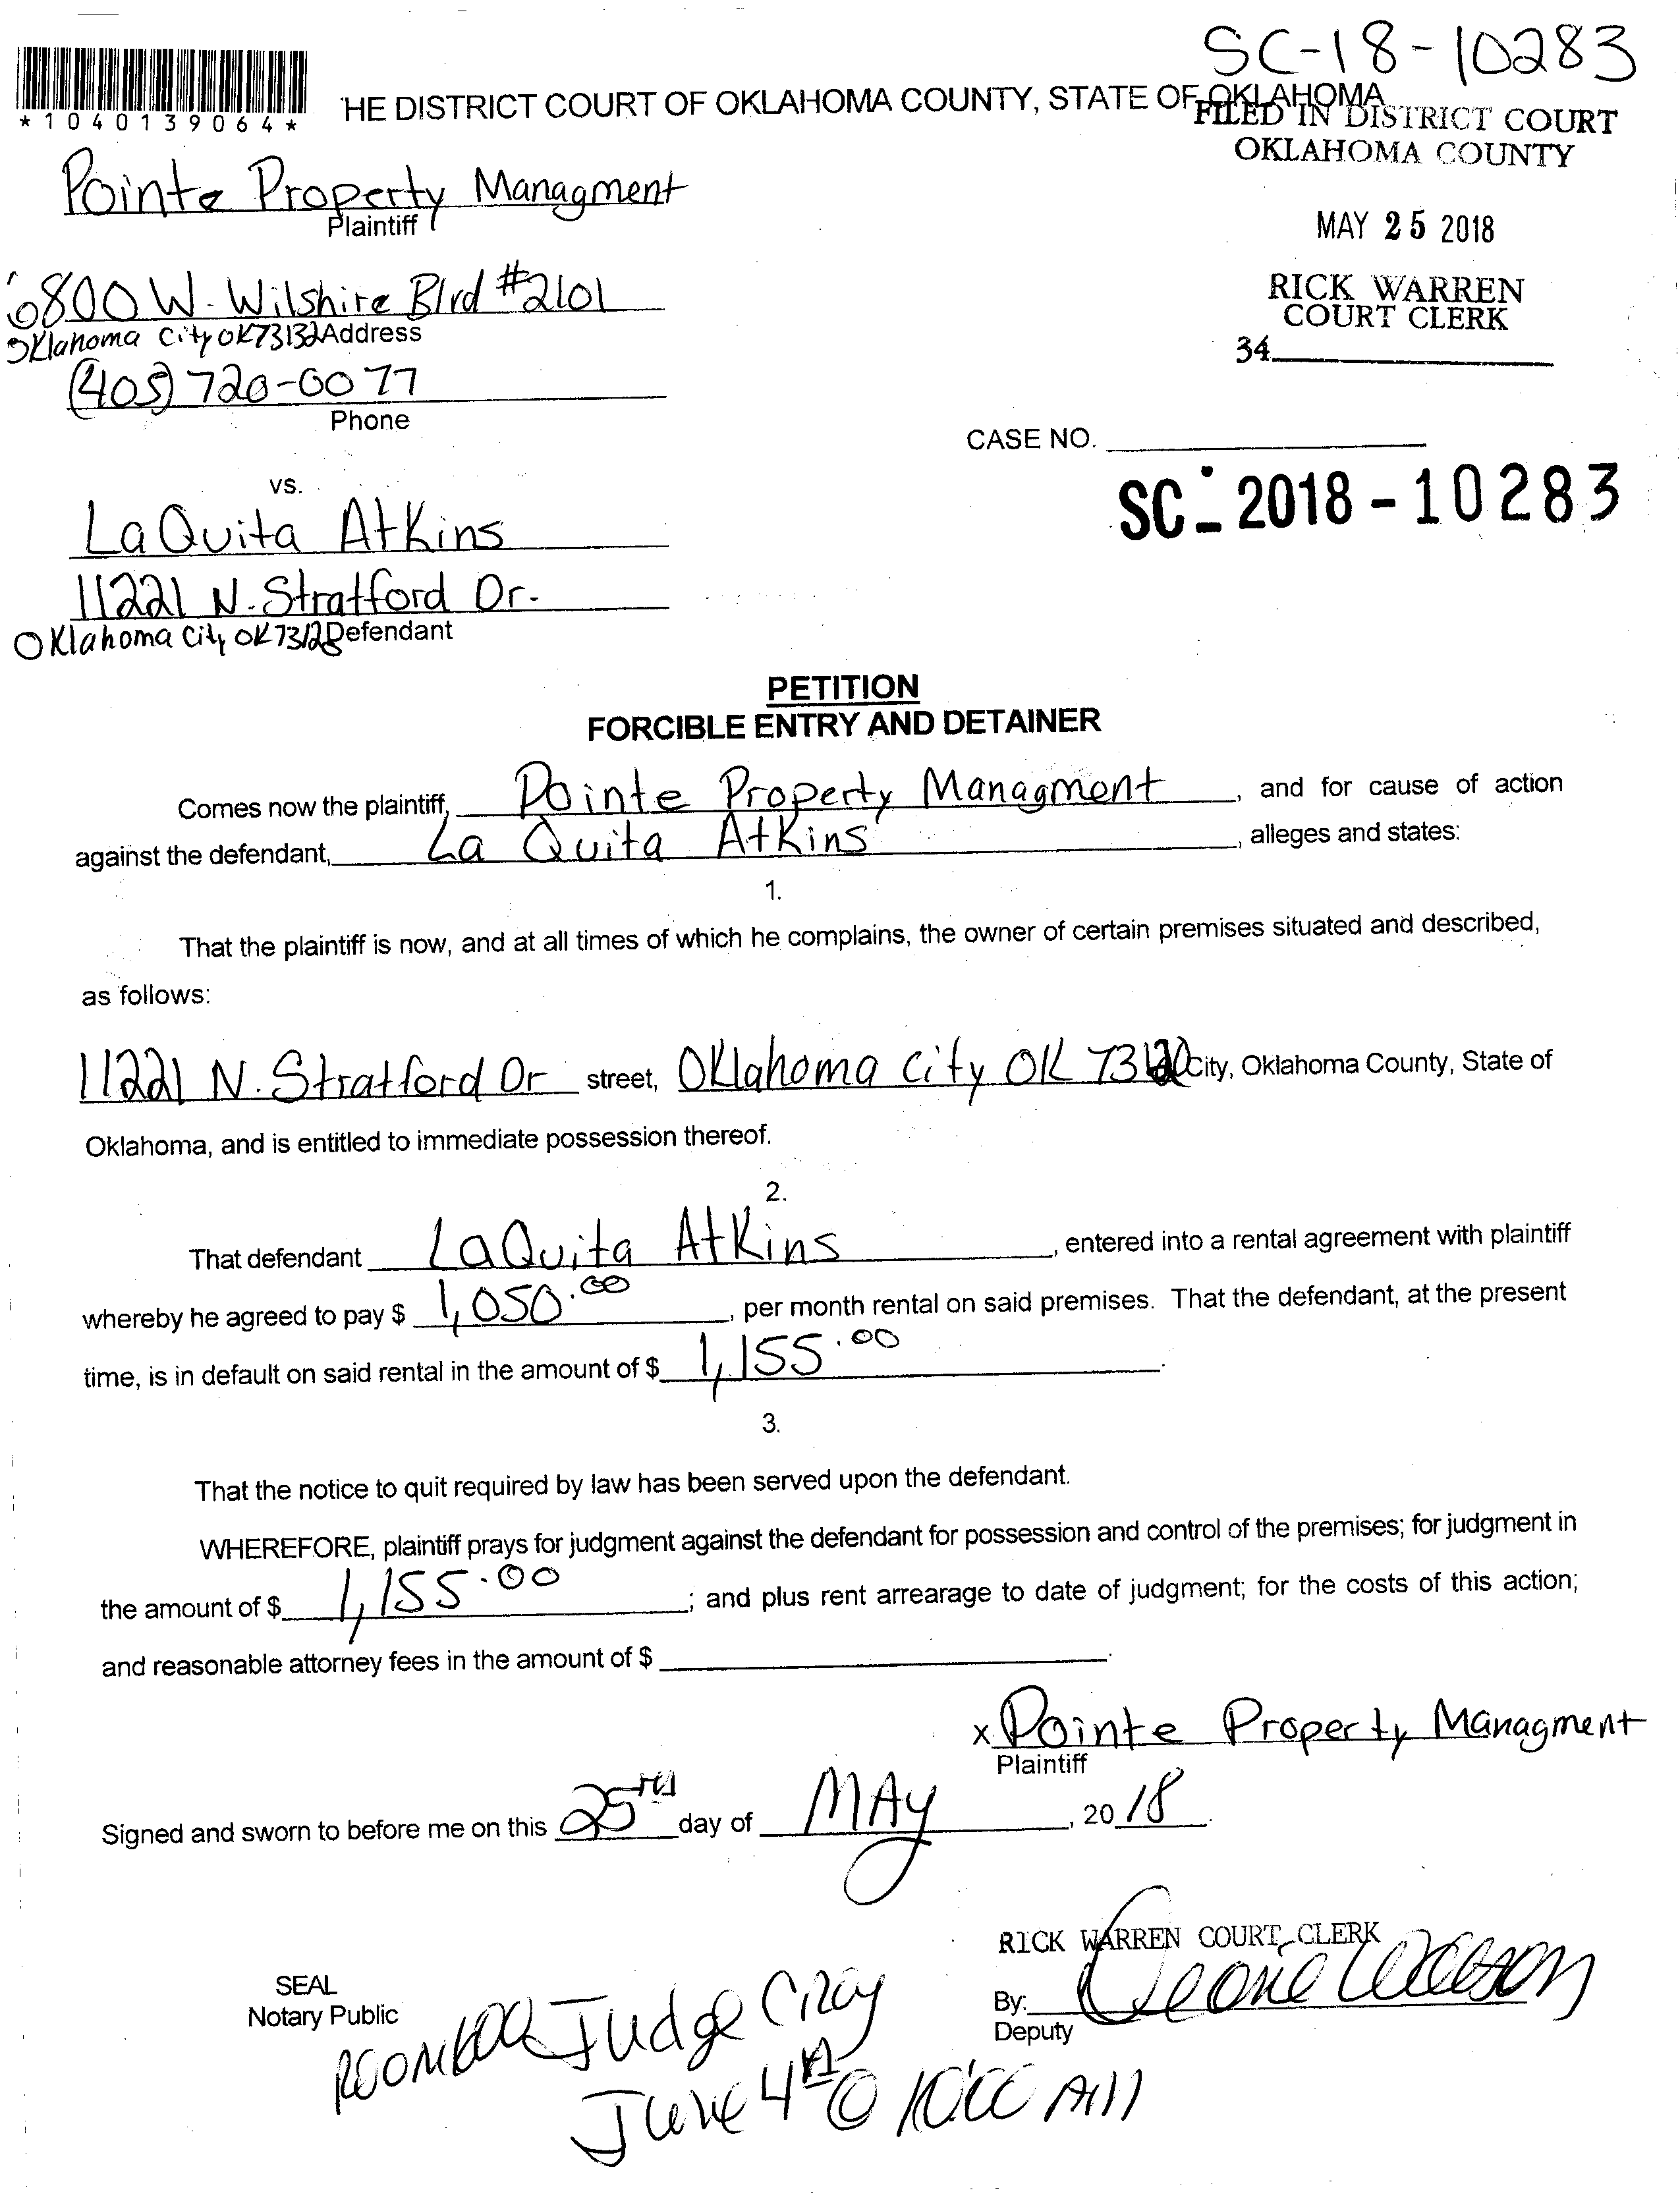 SC-18-10283
*1040139064*
HE DISTRICT COURT OF OKLAHOMA COUNTY, STATE OF OKLAHOMA
FILED IN DISTRICT COURT
OKLAHOMA COUNTY
Pointe Property Managment
Plaintiff
MAY 25 2018
6800 W. Wilshire Blvd #2101
Oklahoma City OK 73132 Address
RICK WARREN
COURT CLERK
34
(405) 720-0077
Phone
CASE NO.
SC-2018-10283
vs.
LaQuita Atkins
11221 N. Stratford Dr.
Oklahoma City OK Defendant
PETITION
FORCIBLE ENTRY AND DETAINER
Comes now the plaintiff, Pointe Property Managment, and for cause of action
against the defendant, La Quita Atkins, alleges and states:
1.
That the plaintiff is now, and at all times of which he complains, the owner of certain premises situated and described,
as follows:
11221 N. Stratford Dr street, Oklahoma City OK 73120 City, Oklahoma County, State of
Oklahoma, and is entitled to immediate possession thereof.
2.
That defendant LaQuita Atkins, entered into a rental agreement with plaintiff
whereby he agreed to pay $ 1,050.00, per month rental on said premises. That the defendant, at the present
time, is in default on said rental in the amount of $ 1,155.00.
3.
That the notice to quit required by law has been served upon the defendant.
WHEREFORE, plaintiff prays for judgment against the defendant for possession and control of the premises; for judgment in
the amount of $ 1,155.00; and plus rent arrearage to date of judgment; for the costs of this action;
and reasonable attorney fees in the amount of $ .
x Pointe Property Managment
Plaintiff
Signed and sworn to before me on this 25th day of MAY, 2018.
RICK WARREN COURT CLERK
SEAL
Notary Public
By:
Deputy
Judge
June 4th @ 10:00 AM